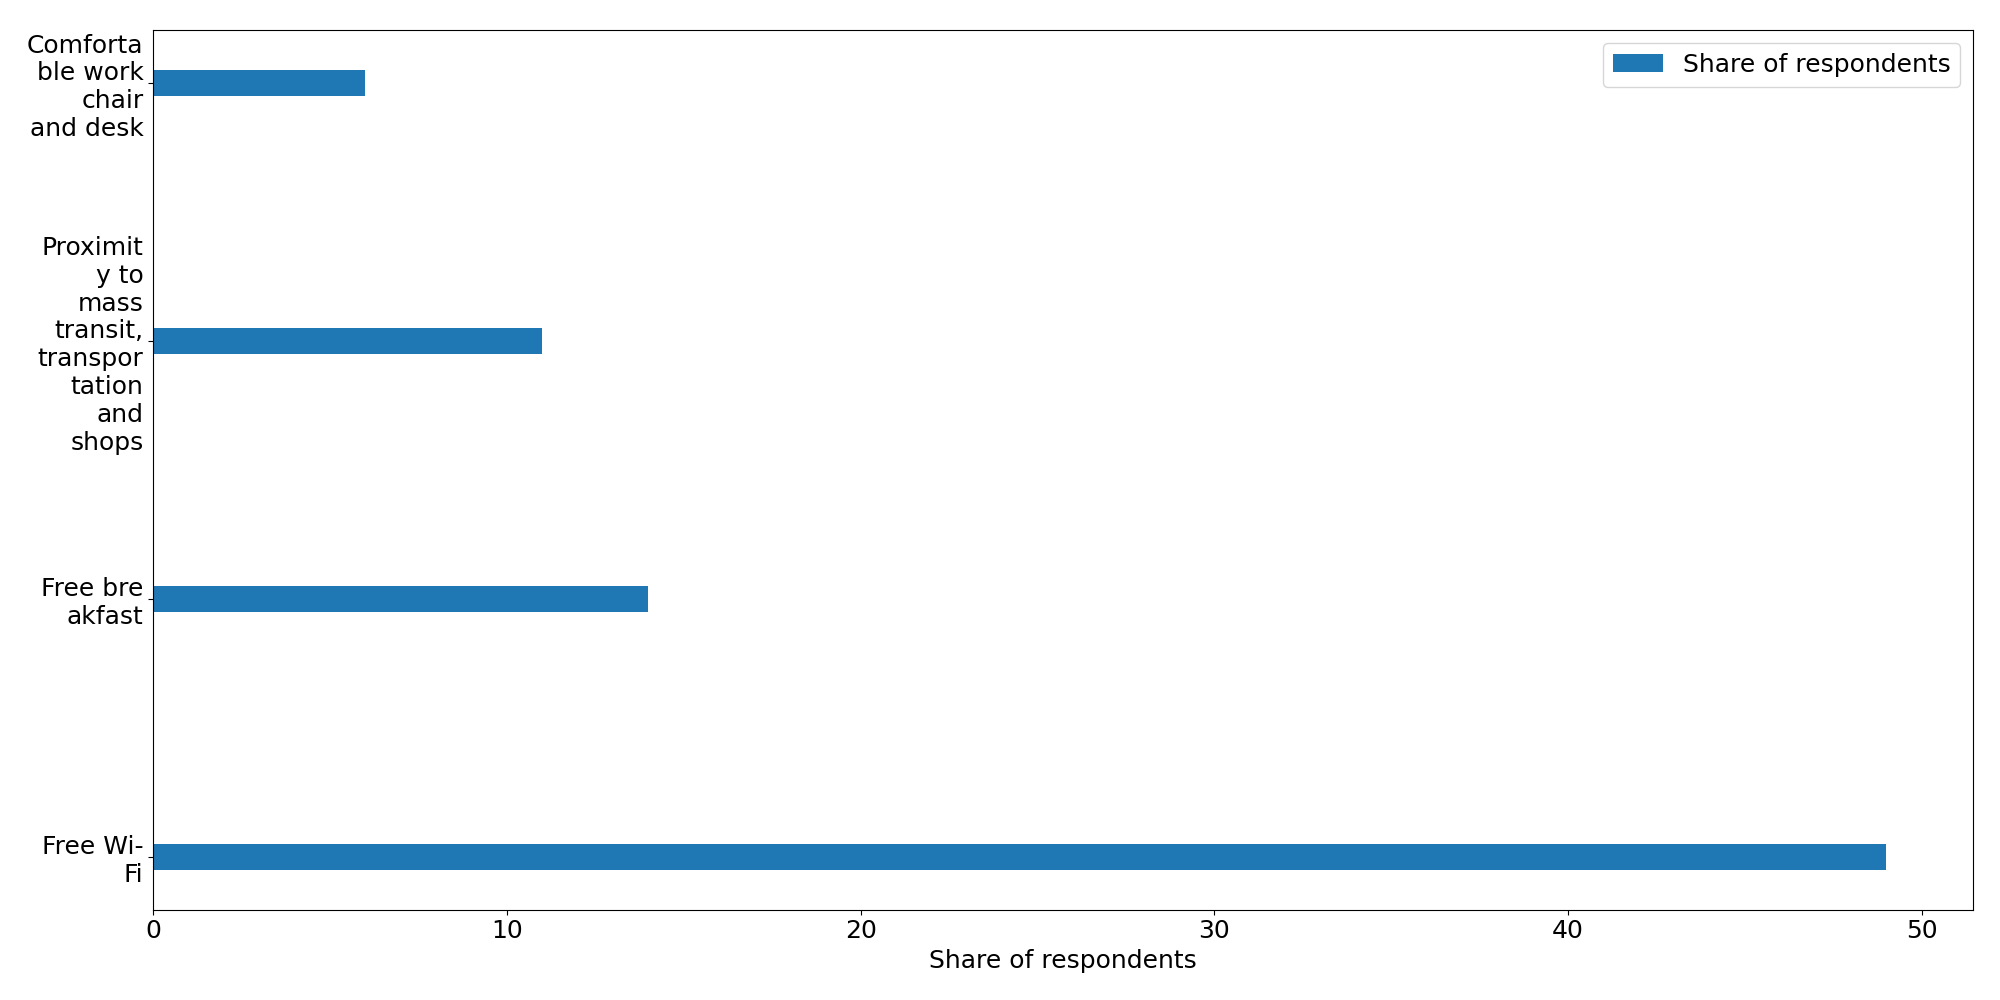 Comforta
ble work
chair
and desk
Share of respondents
Proximit
y to
mass
transit,
transpor
tation
and
shops
Free bre
akfast
Free Wi-
Fi
0 10 20 30 40 50
Share of respondents